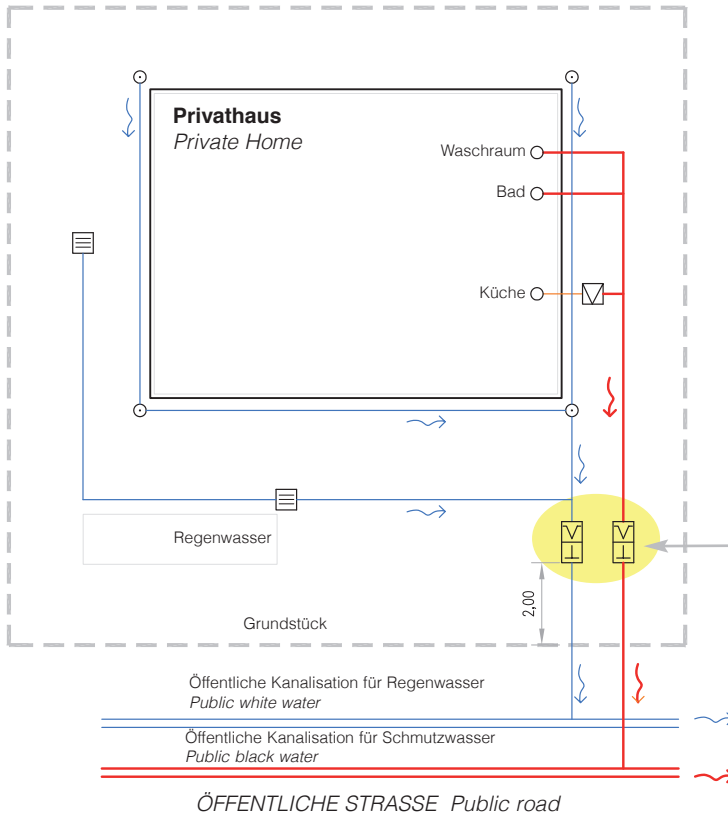 Privathaus
Private Home
Waschraum
Bad
Küche
Regenwasser
2,00
Grundstück
Öffentliche Kanalisation für Regenwasser
Public white water
Öffentliche Kanalisation für Schmutzwasser
Public black water
ÖFFENTLICHE STRASSE Public road